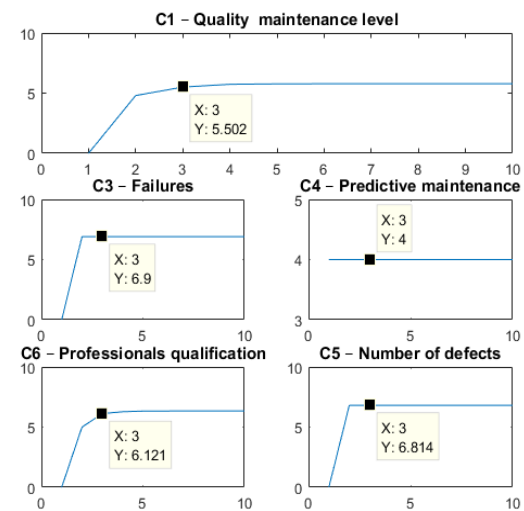 C1 – Quality maintenance level
10
5
0
X: 3
Y: 5.502
0 1 2 3 4 5 6 7 8 9 10
C3 – Failures
10
5
0
X: 3
Y: 6.9
0 5 10
C4 – Predictive maintenance
5
4
3
X: 3
Y: 4
0 5 10
C6 – Professionals qualification
10
5
0
X: 3
Y: 6.121
0 5 10
C5 – Number of defects
10
5
0
X: 3
Y: 6.814
0 5 10